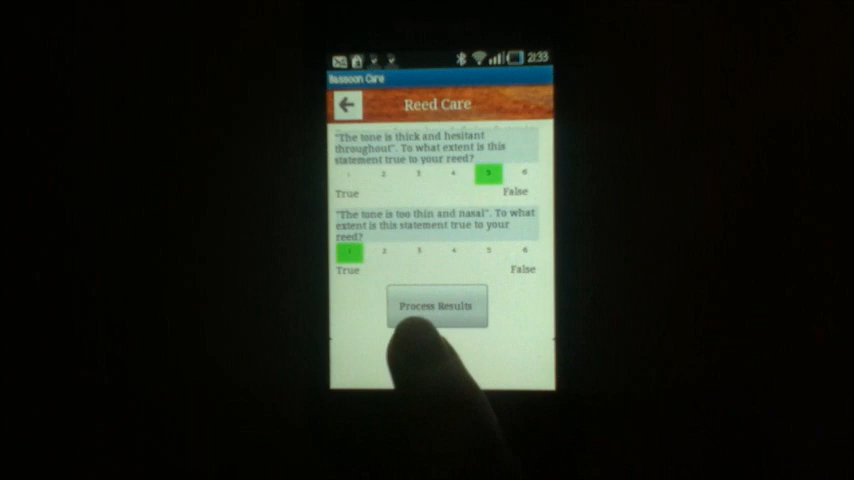 21:33
Bassoon Care
Reed Care
"The tone is thick and hesitant
throughout". To what extent is this
statement true to your reed?
1 2 3 4 5 6
True False
"The tone is too thin and nasal". To what
extent is this statement true to your
reed?
1 2 3 4 5 6
True False
Process Results